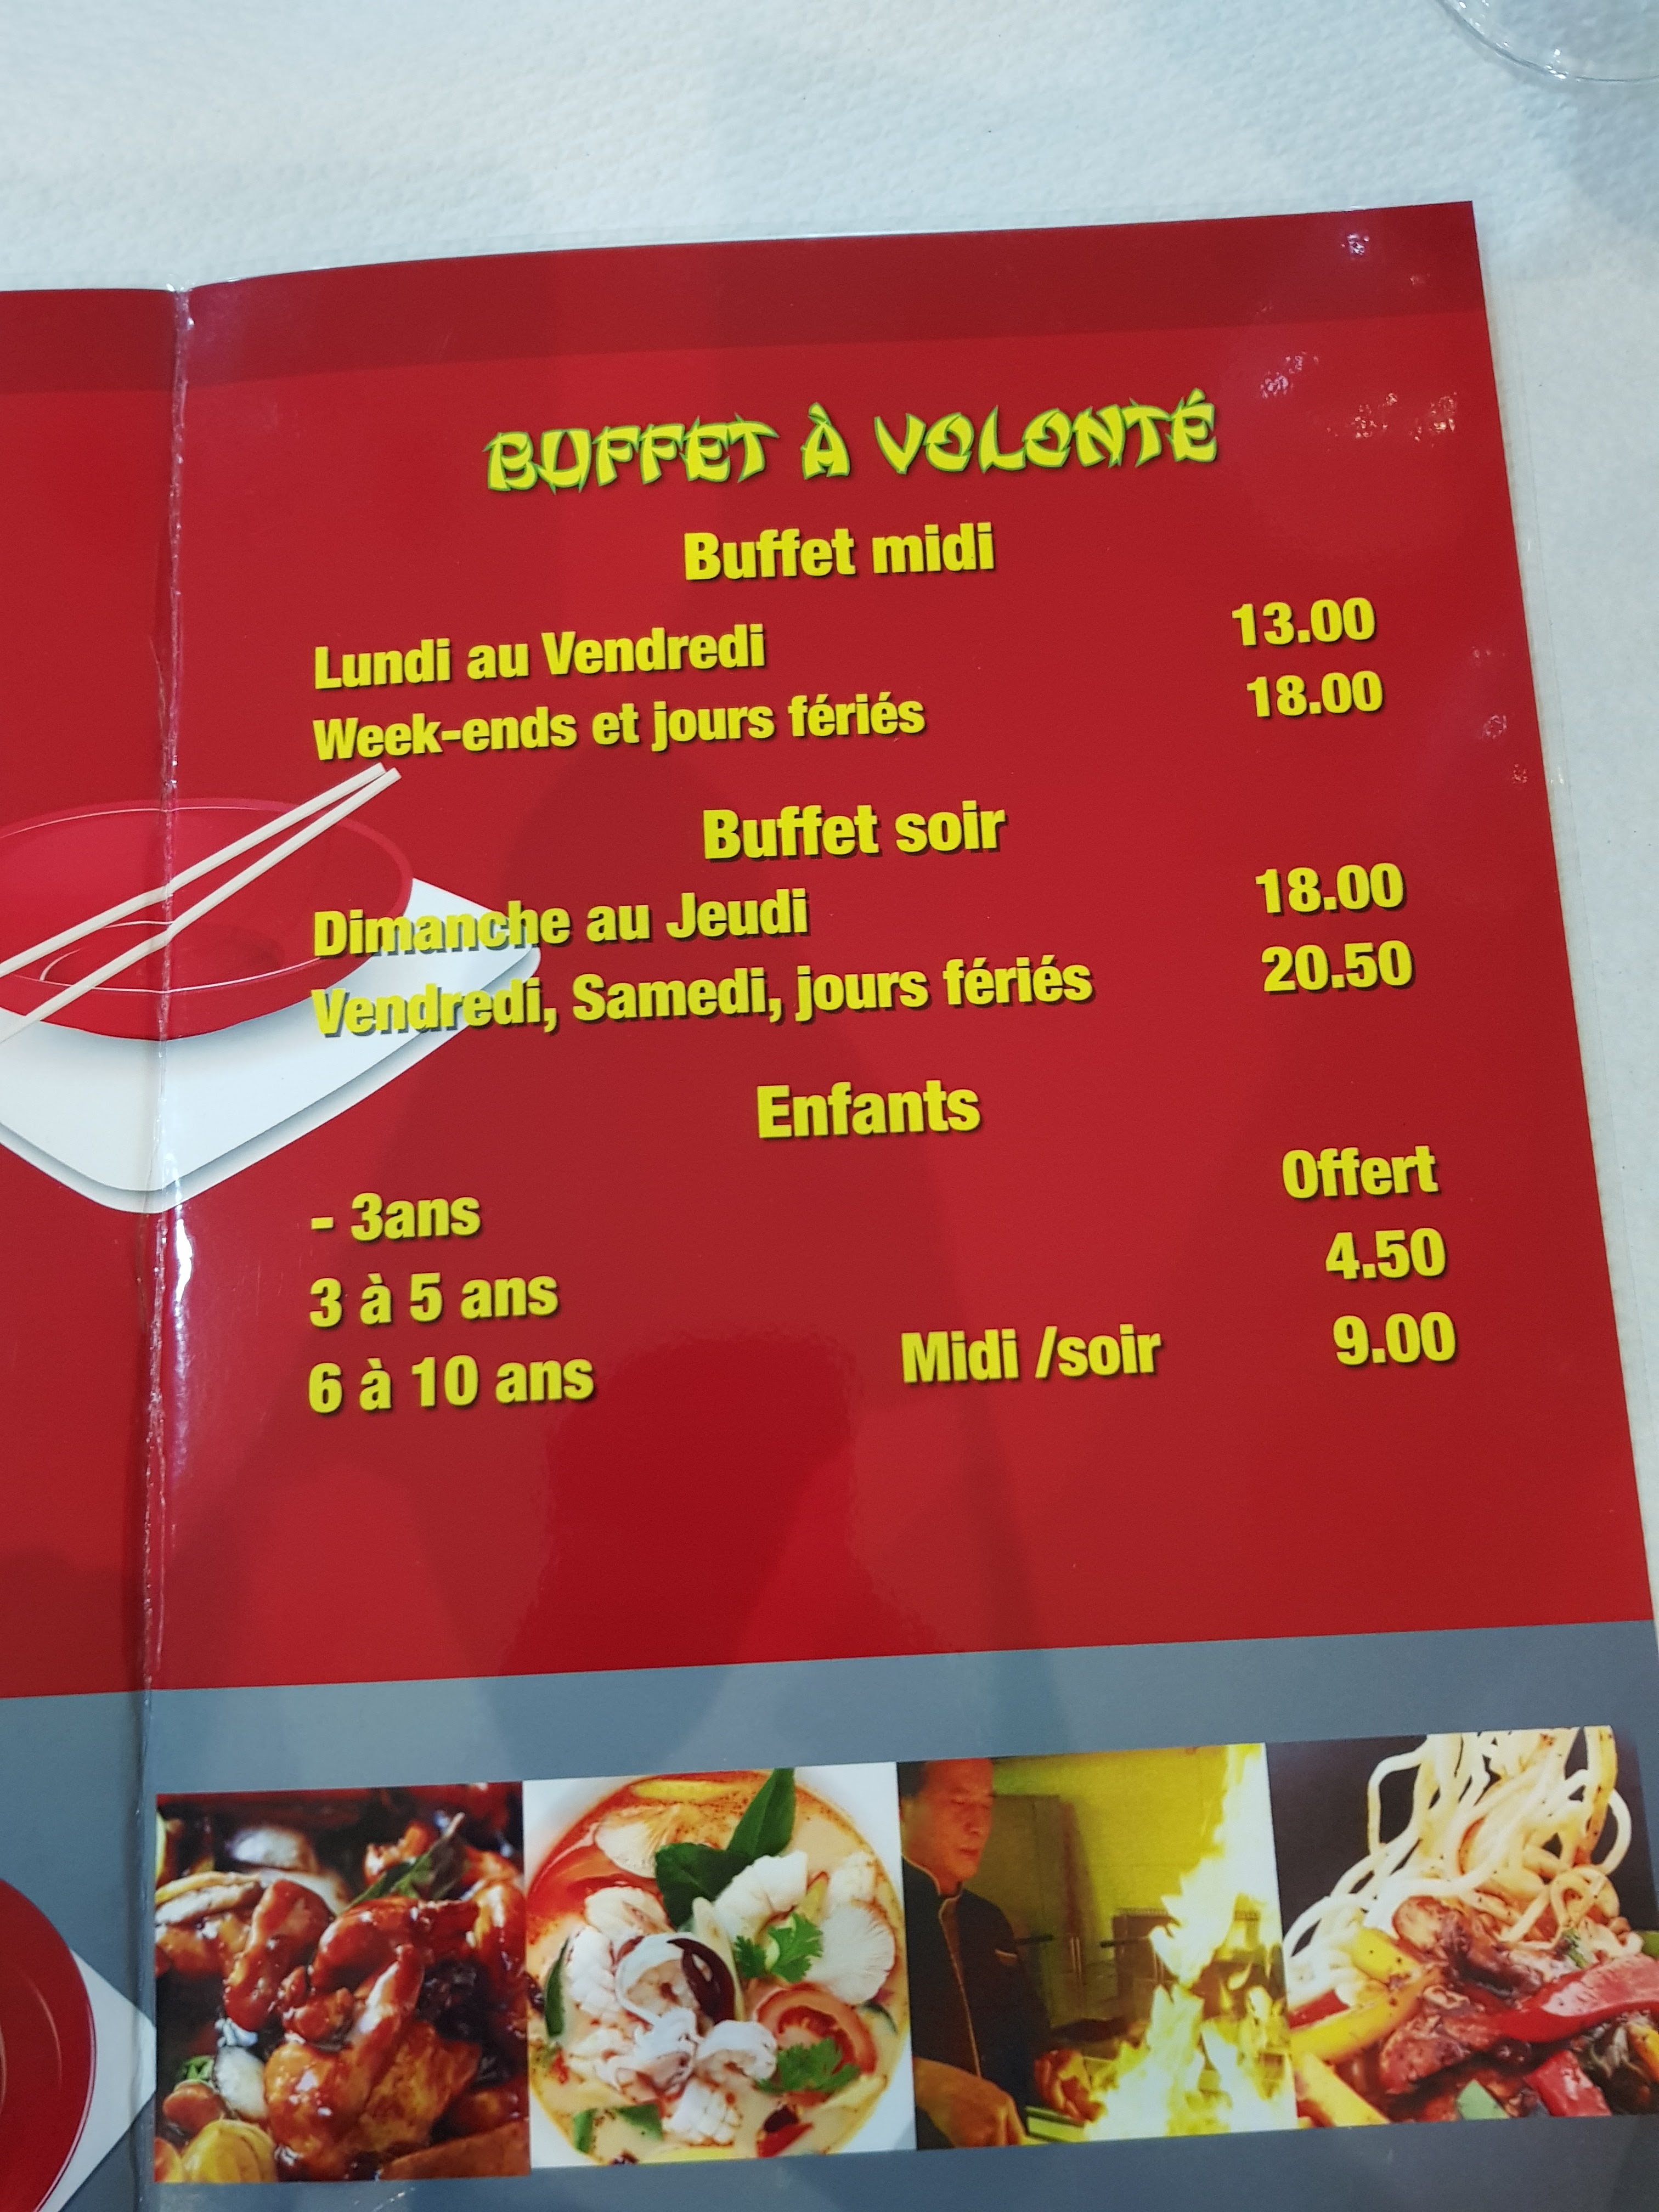 BUFFET À VOLONTÉ
Buffet midi
Lundi au Vendredi 13.00
Week-ends et jours fériés 18.00
Buffet soir
Dimanche au Jeudi 18.00
Vendredi, Samedi, jours fériés 20.50
Enfants
- 3ans Offert
3 à 5 ans 4.50
6 à 10 ans Midi /soir 9.00